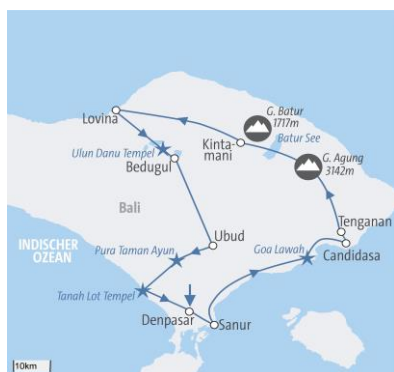 Lovina
G. Batur
1717m
Kinta-
mani
Batur See
Ulun Danu Tempel
Bedugul
G. Agung
3142m
Bali
Tenganan
Ubud
INDISCHER
OZEAN
Pura Taman Ayun
Goa Lawah
Candidasa
Tanah Lot Tempel
Denpasar
Sanur
10km